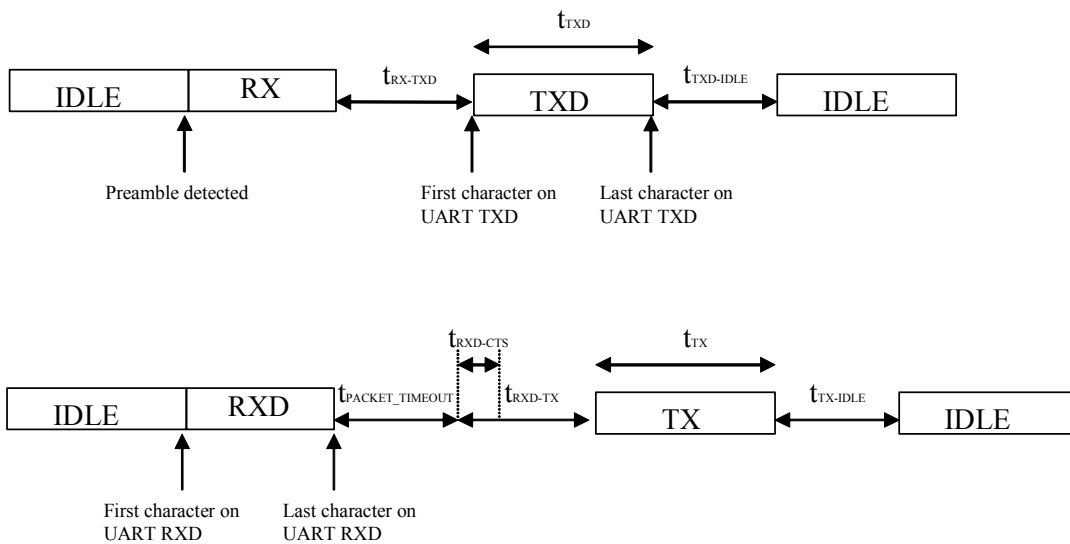 tTXD
IDLE RX tRX-TXD TXD tTXD-IDLE IDLE
Preamble detected
First character on
UART TXD
Last character on
UART TXD
tRXD-CTS
tTX
IDLE RXD tPACKET_TIMEOUT tRXD-TX TX tTX-IDLE IDLE
First character on
UART RXD
Last character on
UART RXD